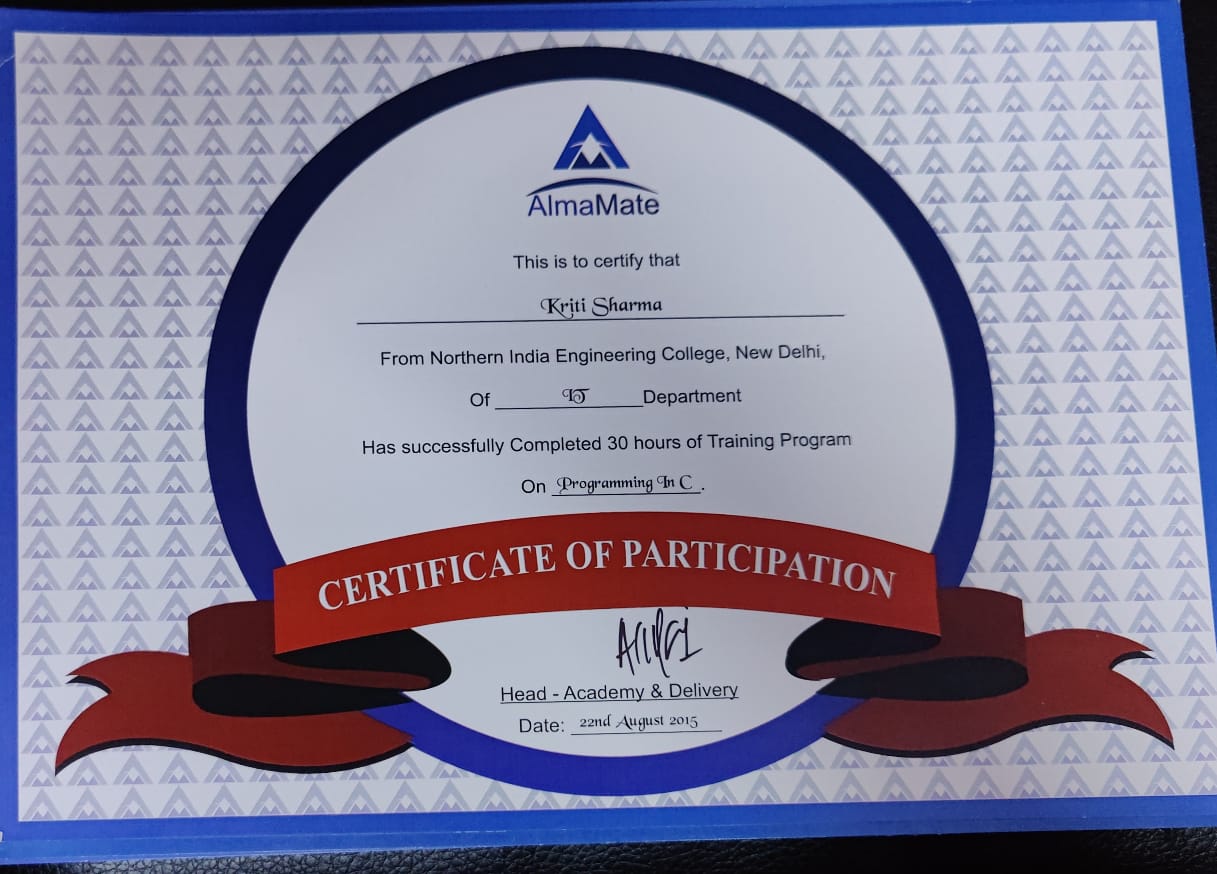 AlmaMate
This is to certify that
Kriti Sharma
From Northern India Engineering College, New Delhi,
Of IT Department
Has successfully Completed 30 hours of Training Program
On Programming In C .
CERTIFICATE OF PARTICIPATION
Head - Academy & Delivery
Date: 22nd August 2015